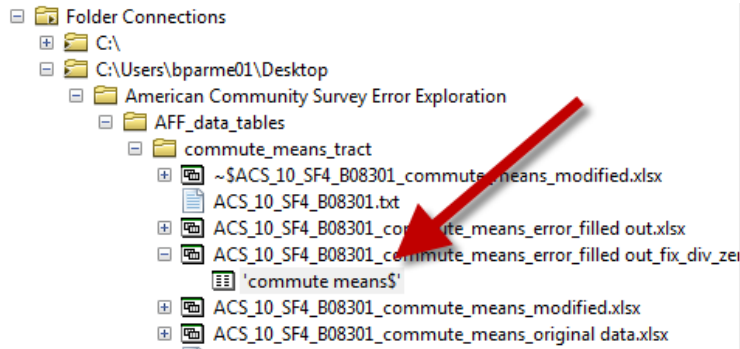 Folder Connections
C:\
C:\Users\bparme01\Desktop
American Community Survey Error Exploration
AFF_data_tables
commute_means_tract
~$ACS_10_SF4_B08301_commute_means_modified.xlsx
ACS_10_SF4_B08301.txt
ACS_10_SF4_B08301_commute_means_error_filled out.xlsx
ACS_10_SF4_B08301_commute_means_error_filled out_fix_div_zer
'commute means$'
ACS_10_SF4_B08301_commute_means_modified.xlsx
ACS_10_SF4_B08301_commute_means_original data.xlsx